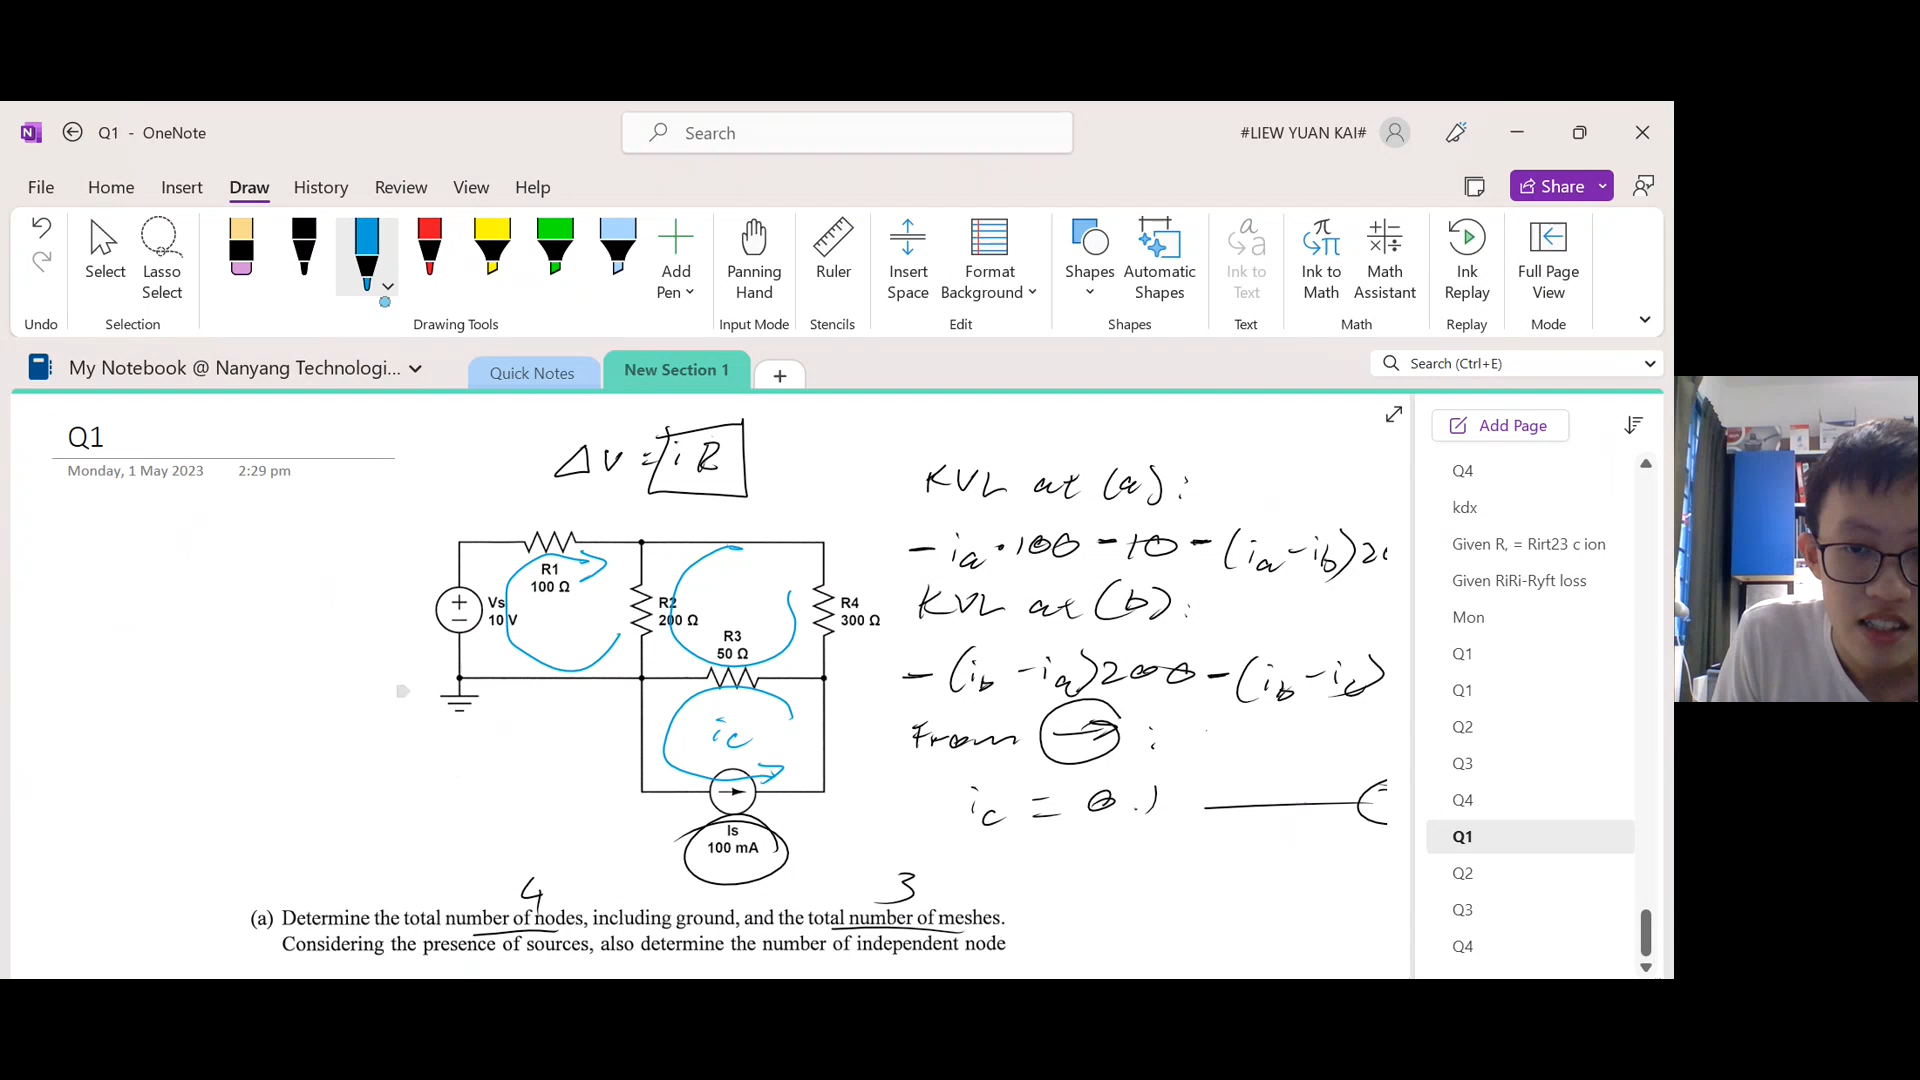 Q1 - OneNote
Search
#LIEW YUAN KAI#
File Home Insert Draw History Review View Help
Share
Select
Lasso Select
Add Pen
Panning Hand
Ruler
Insert Space
Format Background
Shapes
Automatic Shapes
Ink to Text
Ink to Math
Math Assistant
Ink Replay
Full Page View
Undo
Selection
Drawing Tools
Input Mode
Stencils
Edit
Shapes
Text
Math
Replay
Mode
My Notebook @ Nanyang Technologi...
Quick Notes
New Section 1
Search (Ctrl+E)
Q1
Monday, 1 May 2023 2:29 pm
ΔV = iR
R1
100 Ω
Vs
10 V
R2
200 Ω
R3
50 Ω
R4
300 Ω
ic
Is
100 mA
KVL at (a):
- ia·100 - 10 - (ia - ib)20
KVL at (b):
- (ib - ia)200 - (ib - ic)
From → :
ic = 0.1
4
3
(a) Determine the total number of nodes, including ground, and the total number of meshes.
Considering the presence of sources, also determine the number of independent node
Add Page
Q4
kdx
Given R, = Rirt23 c ion
Given RiRi-Ryft loss
Mon
Q1
Q1
Q2
Q3
Q4
Q1
Q2
Q3
Q4